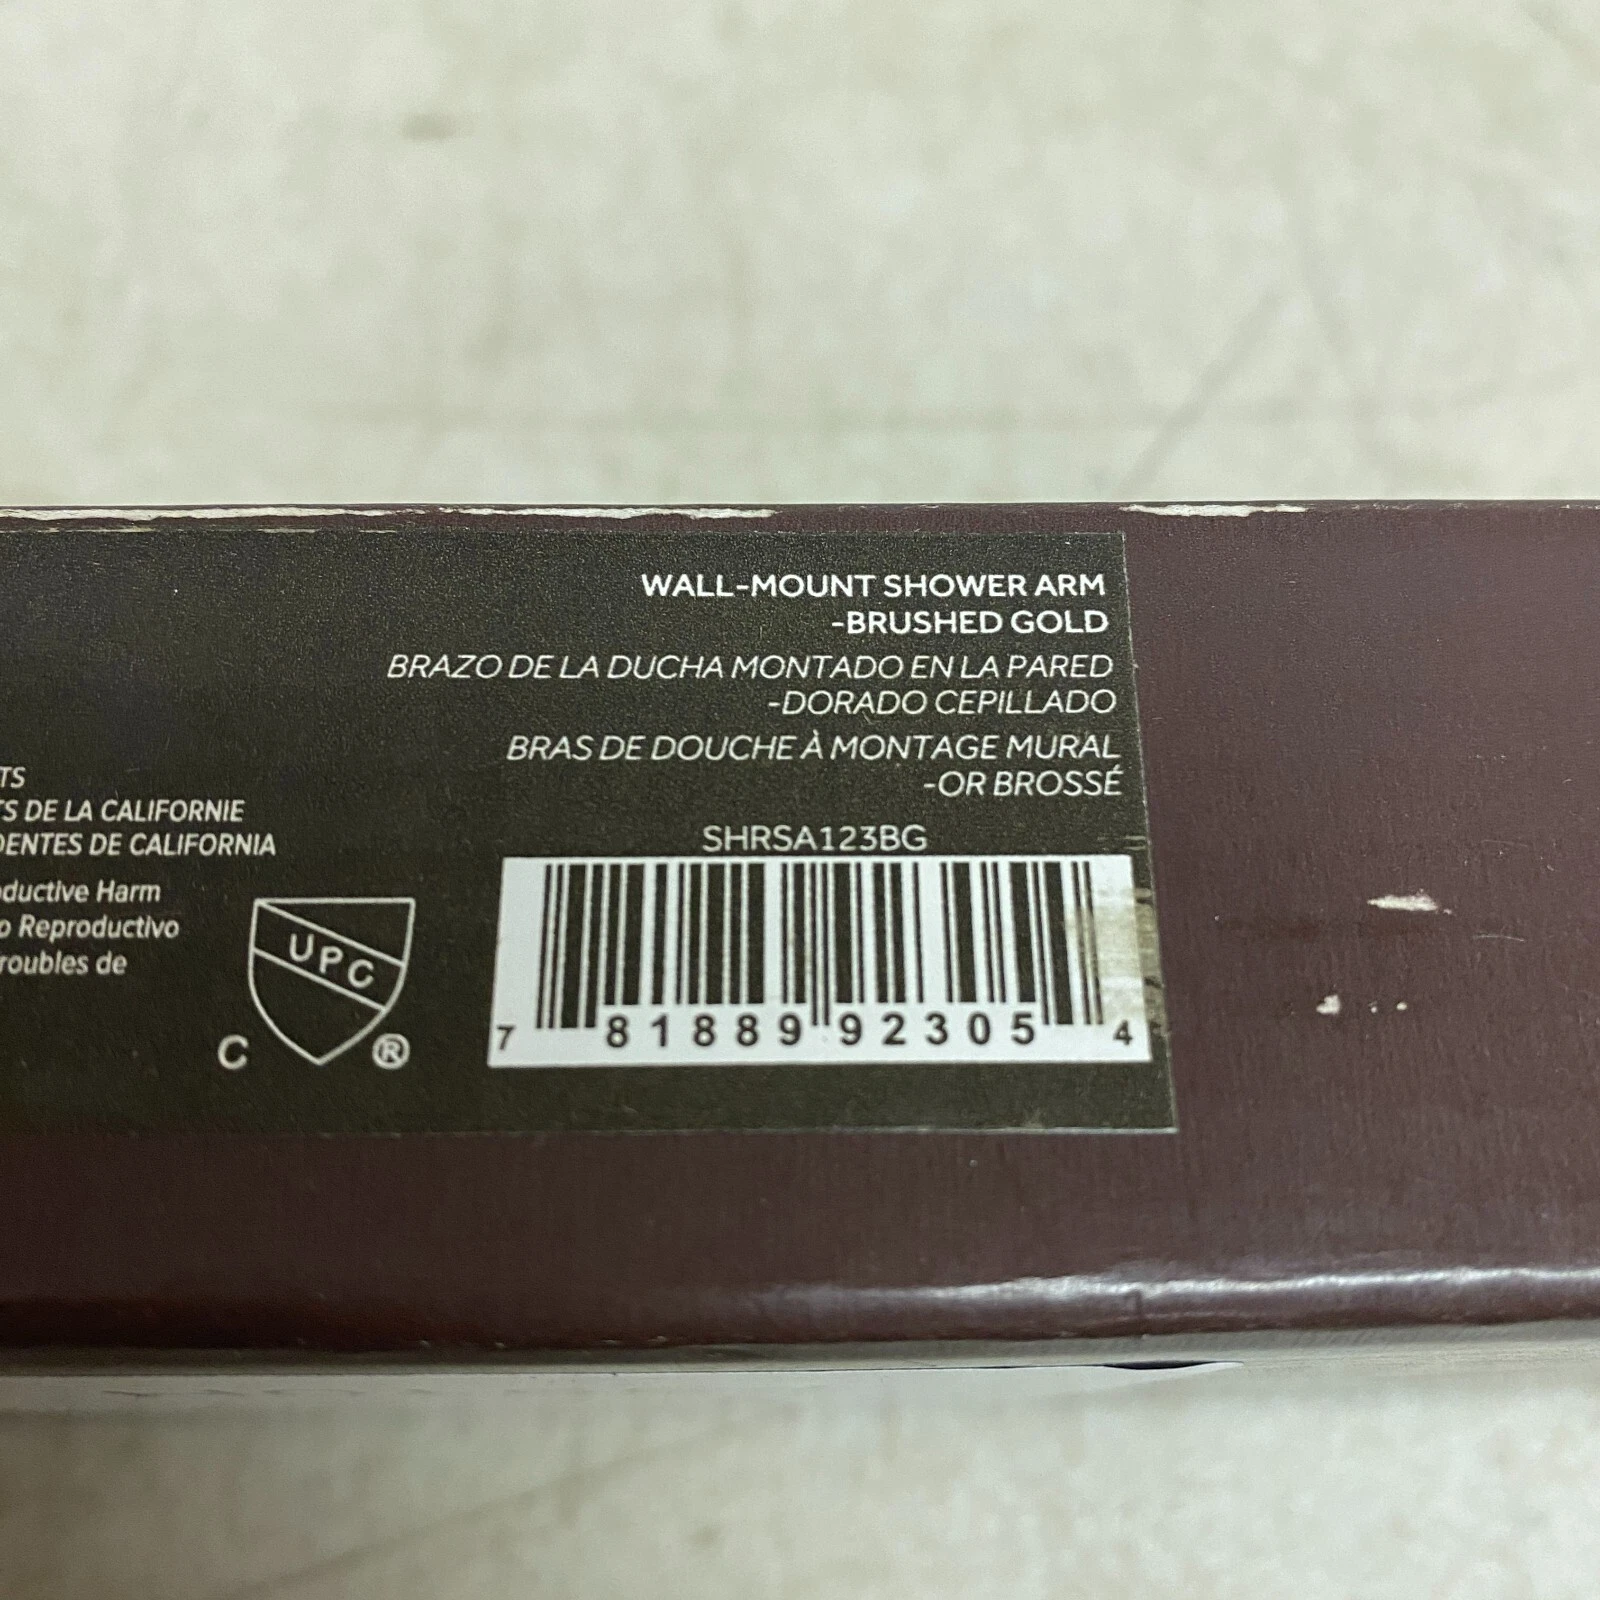 WALL-MOUNT SHOWER ARM
-BRUSHED GOLD
BRAZO DE LA DUCHA MONTADO EN LA PARED
-DORADO CEPILLADO
BRAS DE DOUCHE À MONTAGE MURAL
-OR BROSSÉ
TS
TS DE LA CALIFORNIE
DENTES DE CALIFORNIA
ductive Harm
o Reproductivo
roubles de
UPC
C ®
SHRSA123BG
7 81889 92305 4